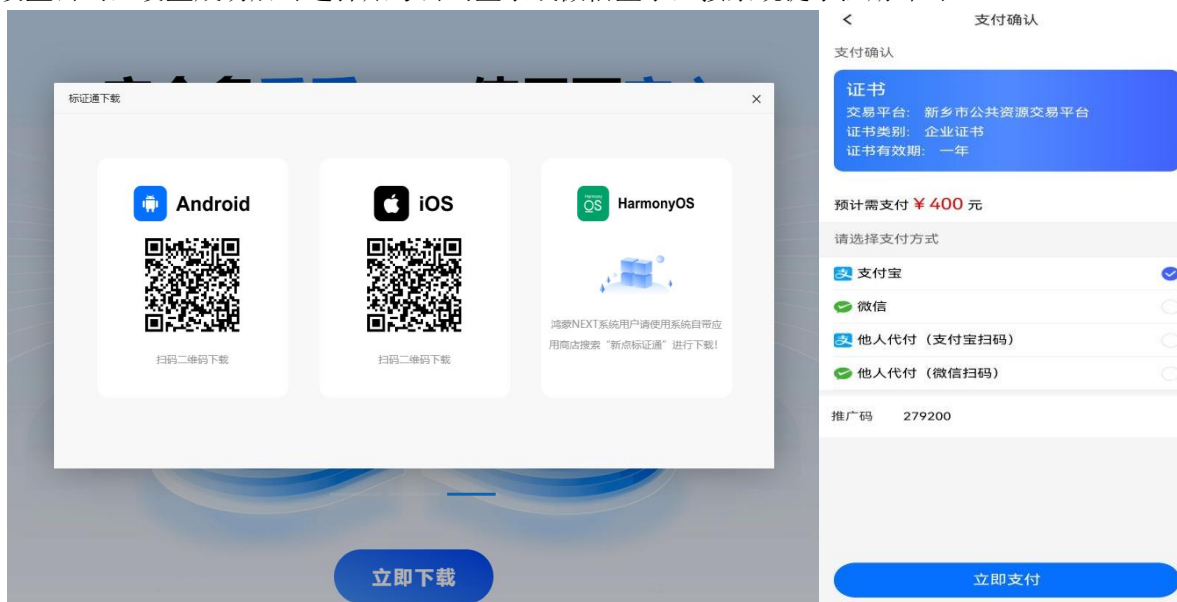 标证通下载
Android
扫码二维码下载
iOS
扫码二维码下载
HarmonyOS
HarmonyOS
鸿蒙NEXT系统用户请使用系统自带应
用商店搜索“新点标证通”进行下载!
立即下载
支付确认
支付确认
证书
交易平台: 新乡市公共资源交易平台
证书类别: 企业证书
证书有效期: 一年
预计需支付 ¥ 400 元
请选择支付方式
支付宝
微信
他人代付(支付宝扫码)
他人代付(微信扫码)
推广码 279200
立即支付